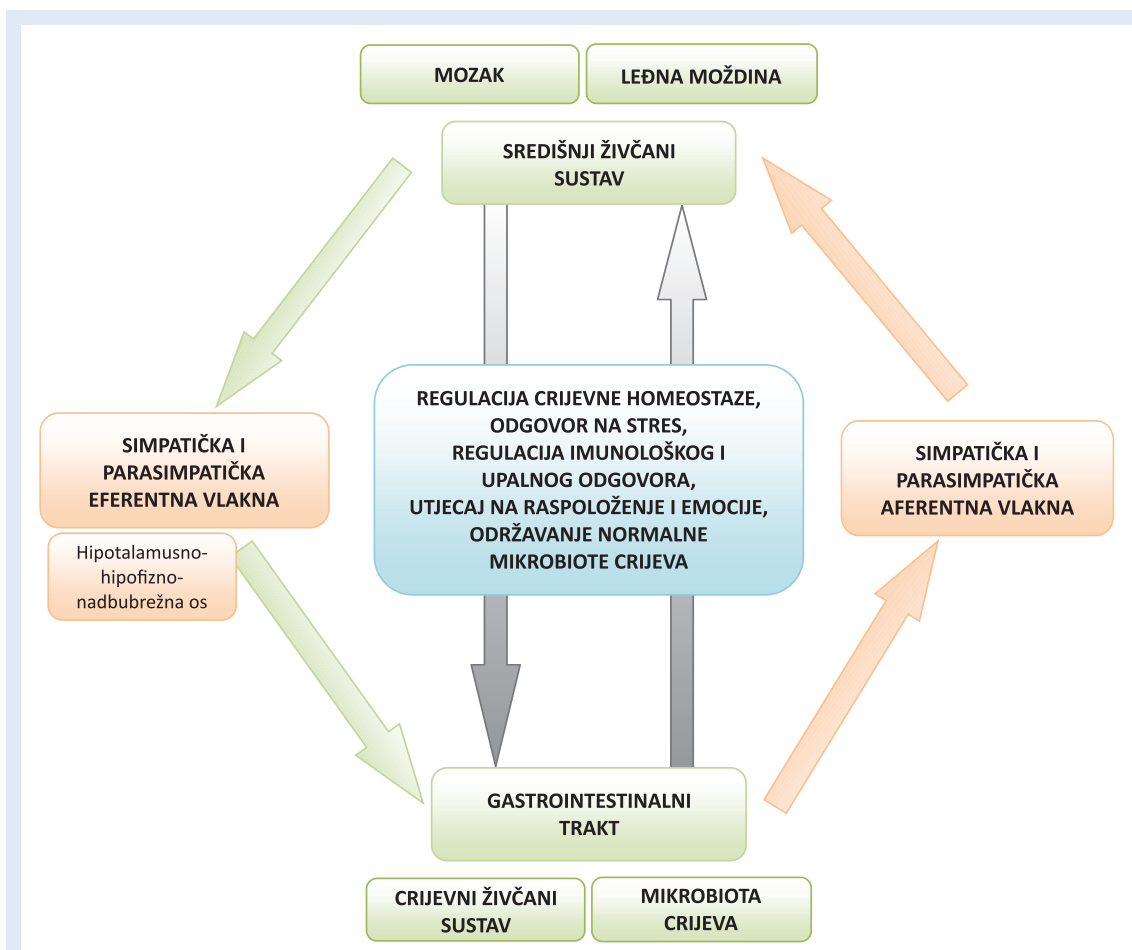 MOZAK
LEĐNA MOŽDINA
SREDIŠNJI ŽIVČANI
SUSTAV
REGULACIJA CRIJEVNE HOMEOSTAZE,
ODGOVOR NA STRES,
REGULACIJA IMUNOLOŠKOG I
UPALNOG ODGOVORA,
UTJECAJ NA RASPOLOŽENJE I EMOCIJE,
ODRŽAVANJE NORMALNE
MIKROBIOTE CRIJEVA
SIMPATIČKA I
PARASIMPATIČKA
EFERENTNA VLAKNA
Hipotalamusno-
hipofizno-
nadbubrežna os
SIMPATIČKA I
PARASIMPATIČKA
AFERENTNA VLAKNA
GASTROINTESTINALNI
TRAKT
CRIJEVNI ŽIVČANI
SUSTAV
MIKROBIOTA
CRIJEVA